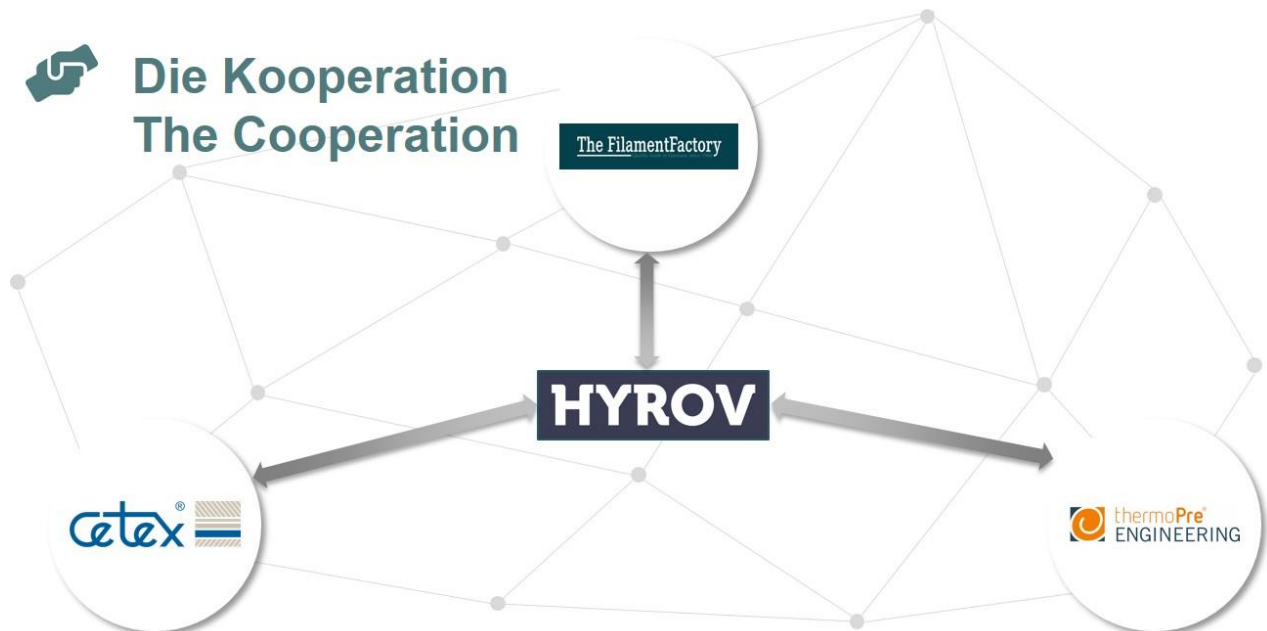 Die Kooperation
The Cooperation
The FilamentFactory
HYROV
Cetex®
thermoPre®
ENGINEERING